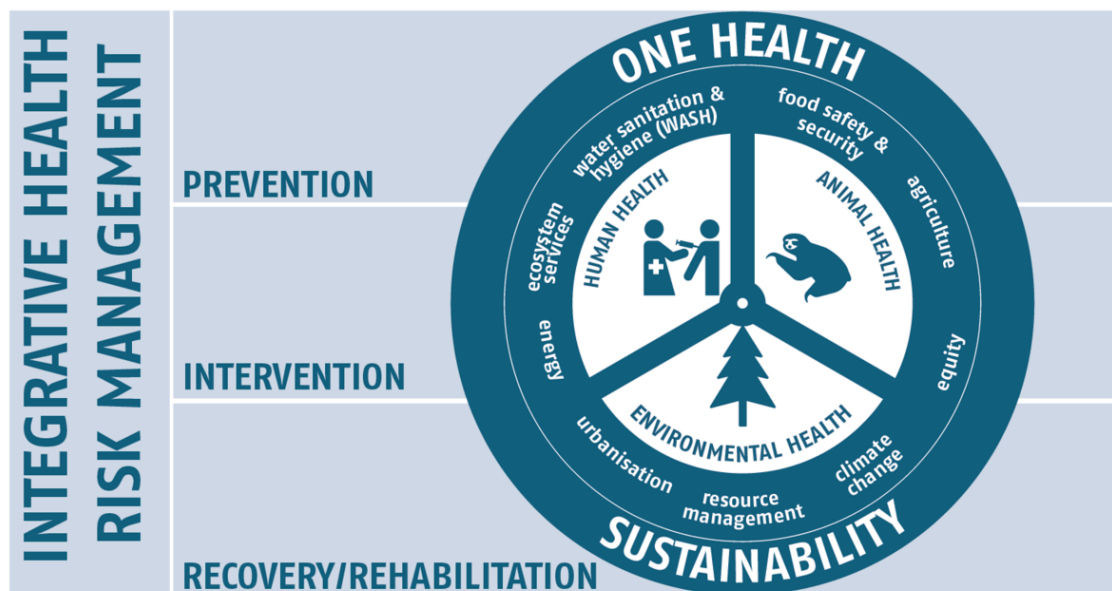 INTEGRATIVE HEALTH
RISK MANAGEMENT
PREVENTION
INTERVENTION
RECOVERY/REHABILITATION
ONE HEALTH
water sanitation &
hygiene (WASH)
food safety &
security
agriculture
equity
climate
change
resource
management
urbanisation
energy
ecosystem
services
HUMAN HEALTH
ANIMAL HEALTH
ENVIRONMENTAL HEALTH
SUSTAINABILITY